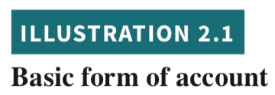 ILLUSTRATION 2.1
Basic form of account